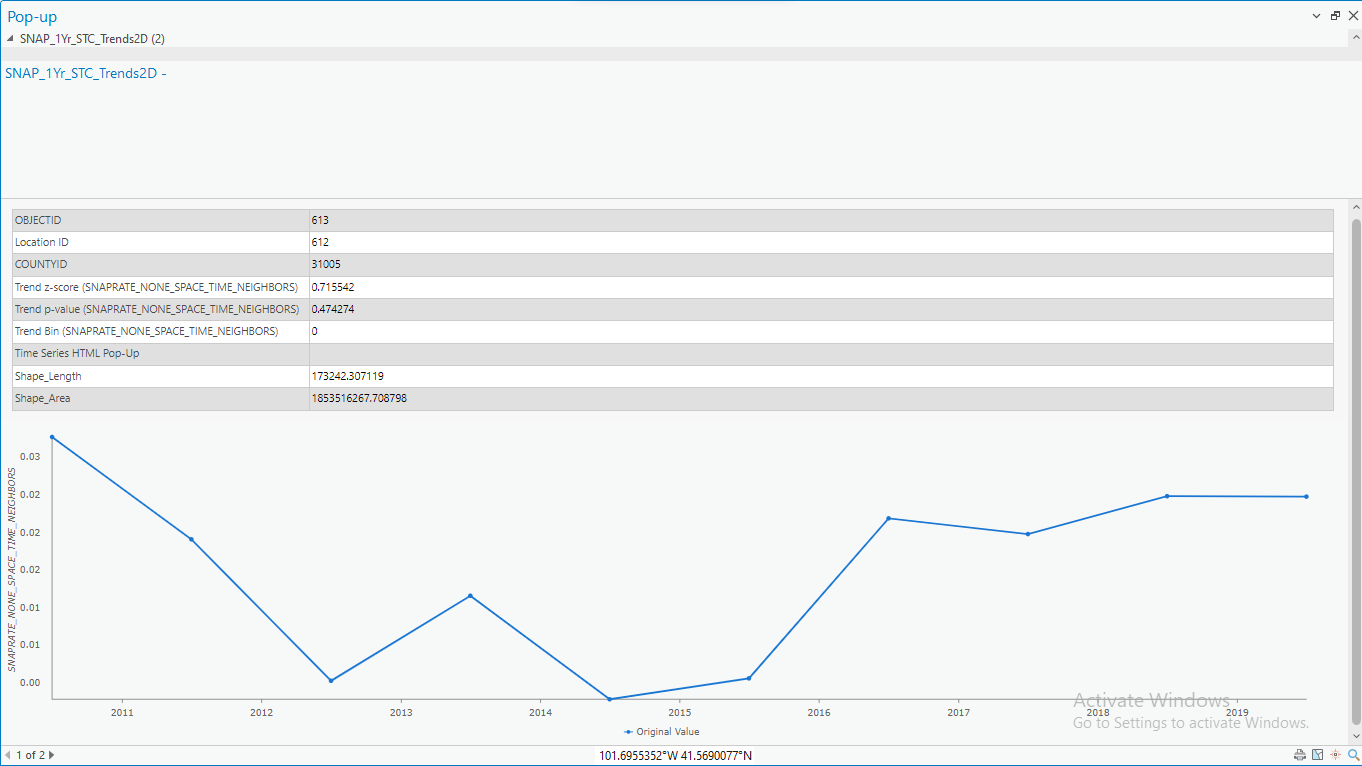 Pop-up
SNAP_1Yr_STC_Trends2D (2)
SNAP_1Yr_STC_Trends2D -
OBJECTID 613
Location ID 612
COUNTYID 31005
Trend z-score (SNAPRATE_NONE_SPACE_TIME_NEIGHBORS) 0.715542
Trend p-value (SNAPRATE_NONE_SPACE_TIME_NEIGHBORS) 0.474274
Trend Bin (SNAPRATE_NONE_SPACE_TIME_NEIGHBORS) 0
Time Series HTML Pop-Up
Shape_Length 173242.307119
Shape_Area 1853516267.708798
SNAPRATE_NONE_SPACE_TIME_NEIGHBORS
0.03
0.02
0.02
0.02
0.01
0.01
0.00
2011 2012 2013 2014 2015 2016 2017 2018 2019
Original Value
Activate Windows
Go to Settings to activate Windows.
1 of 2 101.6955352°W 41.5690077°N